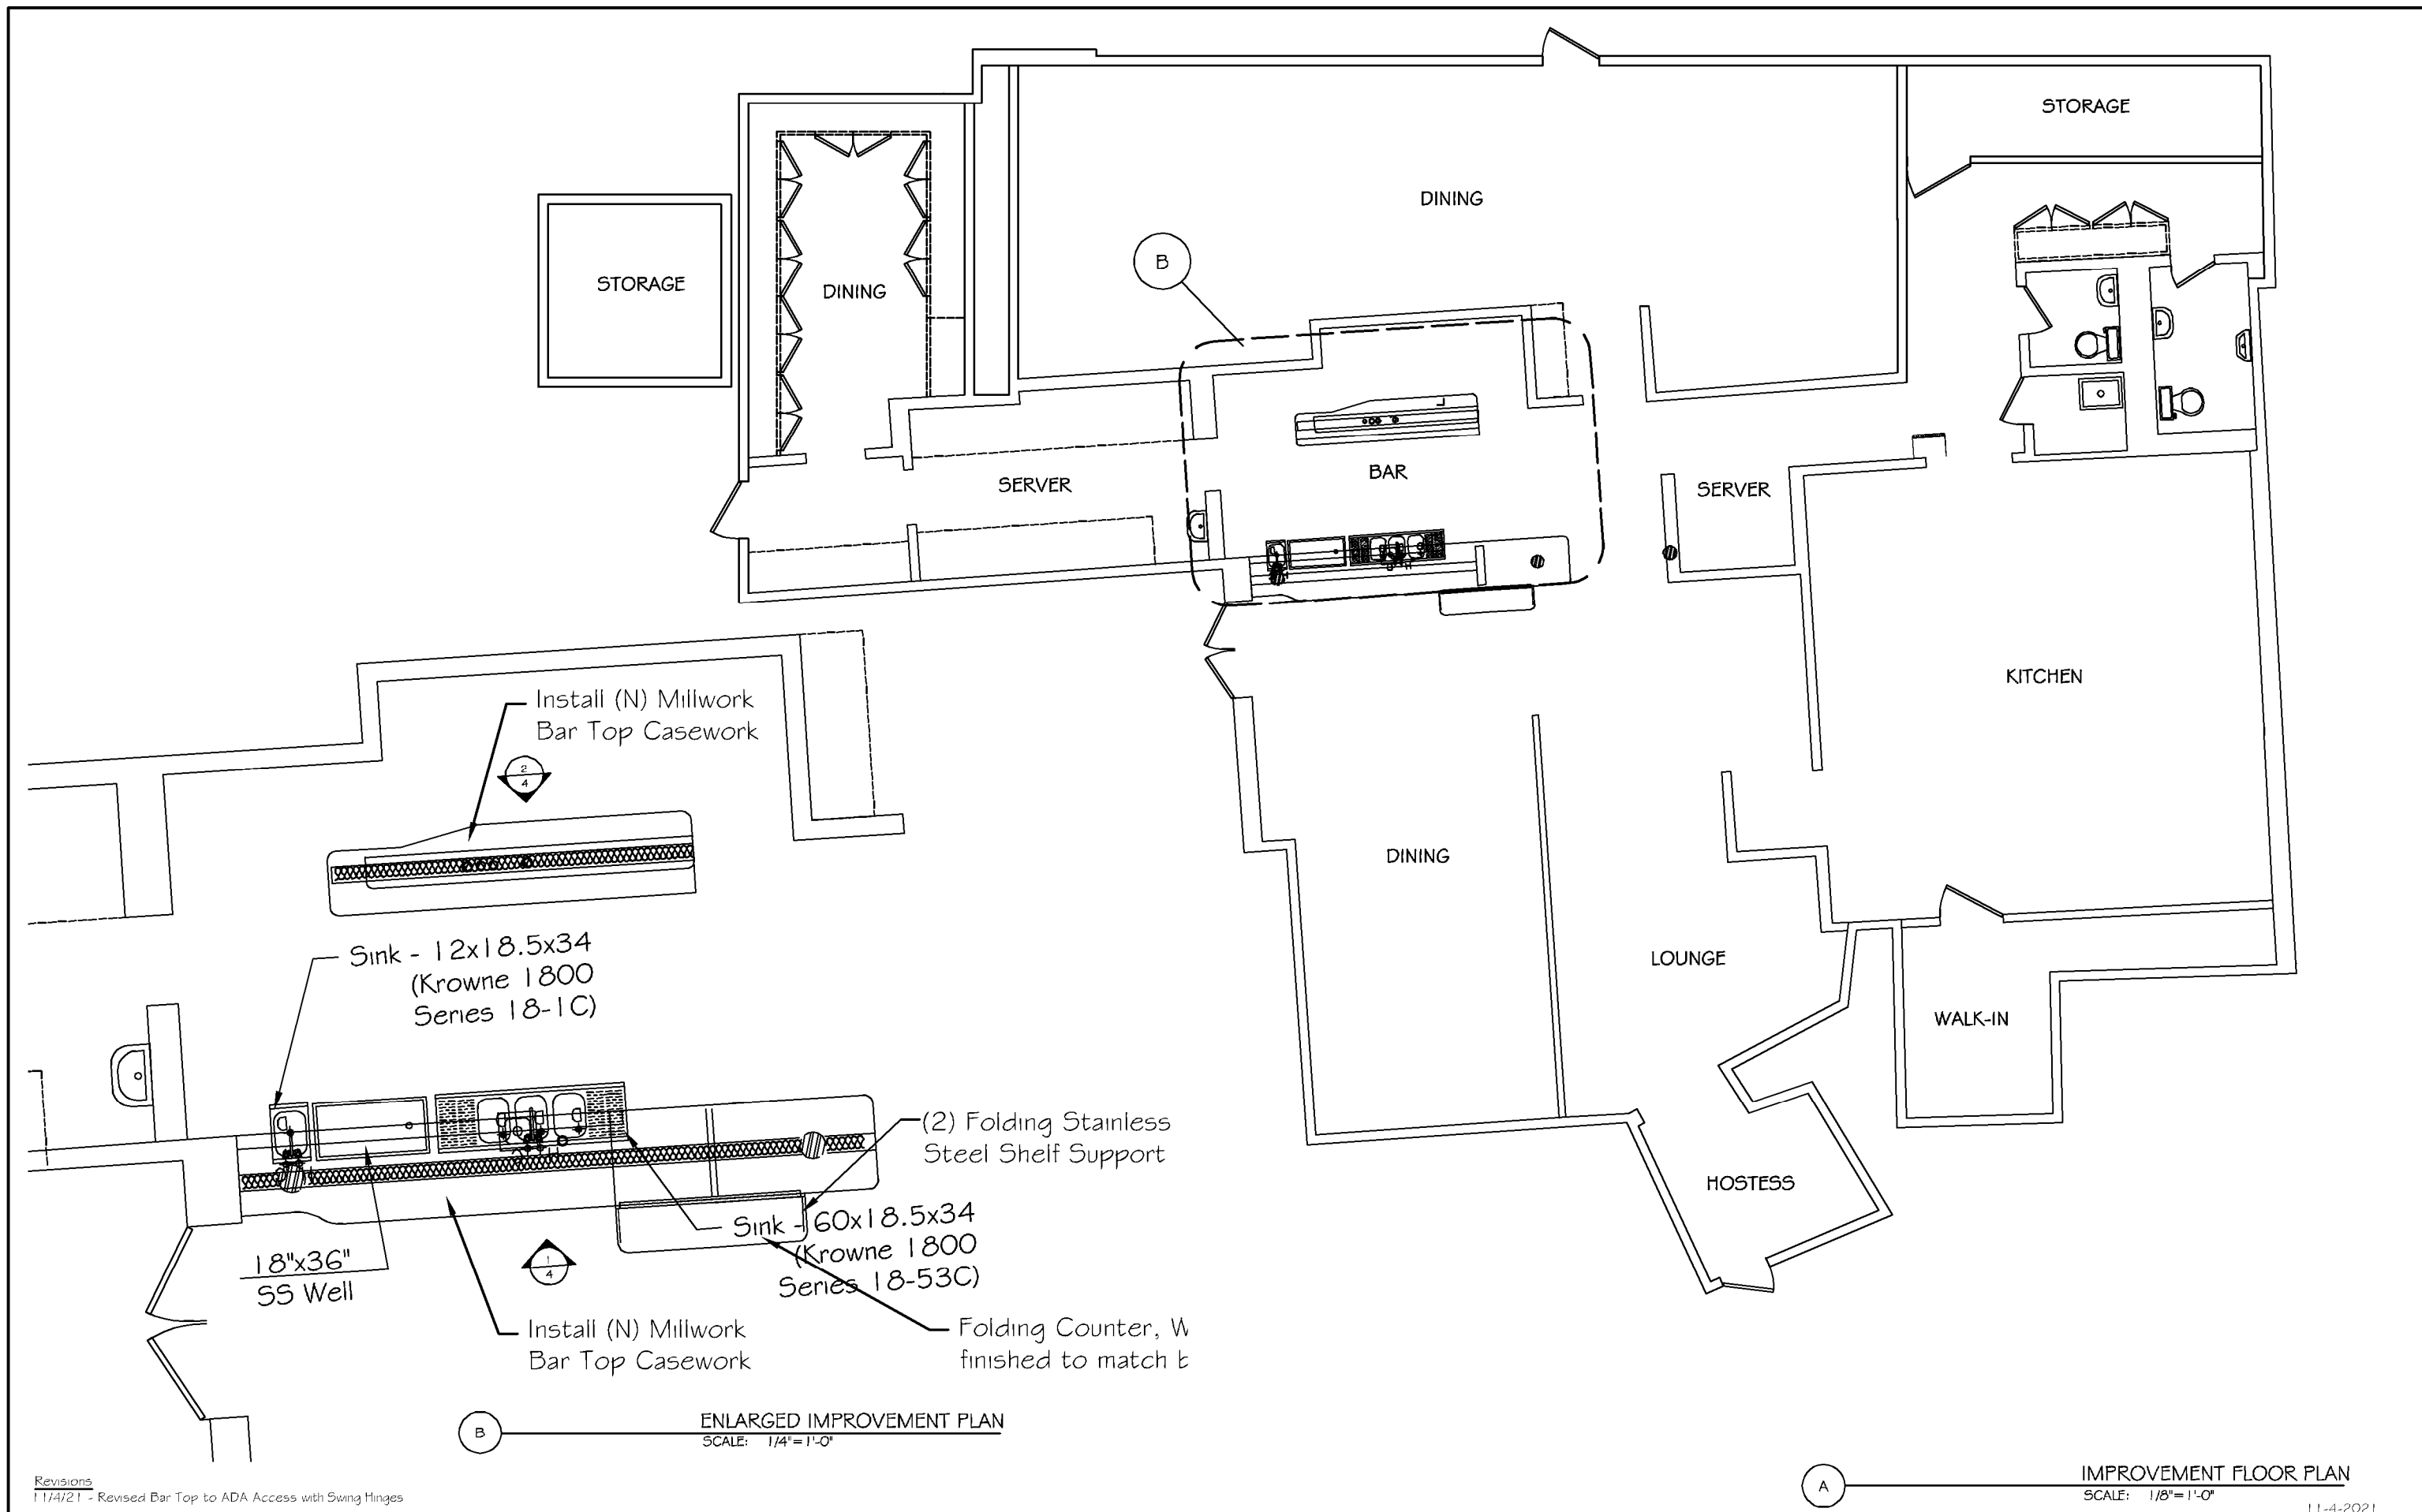 STORAGE
DINING
STORAGE
DINING
B
SERVER
BAR
SERVER
KITCHEN
DINING
LOUNGE
WALK-IN
HOSTESS
Install (N) Millwork
Bar Top Casework
2
4
Sink - 12x18.5x34
(Krowne 1800
Series 18-1C)
(2) Folding Stainless
Steel Shelf Support
Sink - 60x18.5x34
(Krowne 1800
Series 18-53C)
18"x36"
SS Well
1
4
Install (N) Millwork
Bar Top Casework
Folding Counter, W
finished to match b
B
ENLARGED IMPROVEMENT PLAN
SCALE: 1/4"=1'-0"
Revisions
11/4/21 - Revised Bar Top to ADA Access with Swing Hinges
A
IMPROVEMENT FLOOR PLAN
SCALE: 1/8"=1'-0"
11-4-2021